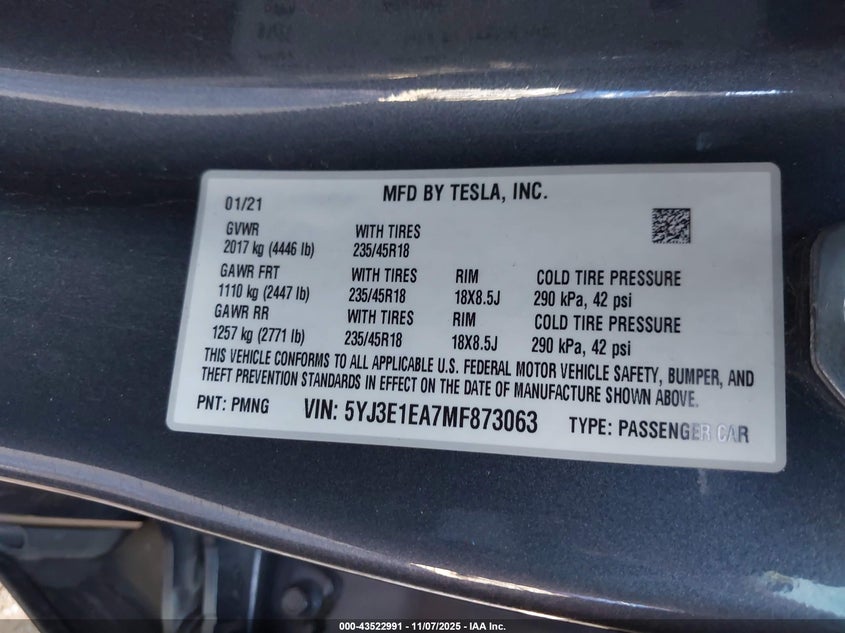 01/21
MFD BY TESLA, INC.
GVWR WITH TIRES
2017 kg (4446 lb) 235/45R18
GAWR FRT WITH TIRES RIM COLD TIRE PRESSURE
1110 kg (2447 lb) 235/45R18 18X8.5J 290 kPa, 42 psi
GAWR RR WITH TIRES RIM COLD TIRE PRESSURE
1257 kg (2771 lb) 235/45R18 18X8.5J 290 kPa, 42 psi
THIS VEHICLE CONFORMS TO ALL APPLICABLE U.S. FEDERAL MOTOR VEHICLE SAFETY, BUMPER, AND
THEFT PREVENTION STANDARDS IN EFFECT ON THE DATE OF MANUFACTURE SHOWN ABOVE.
PNT: PMNG VIN: 5YJ3E1EA7MF873063 TYPE: PASSENGER CAR
000-43522991 - 11/07/2025 - IAA Inc.